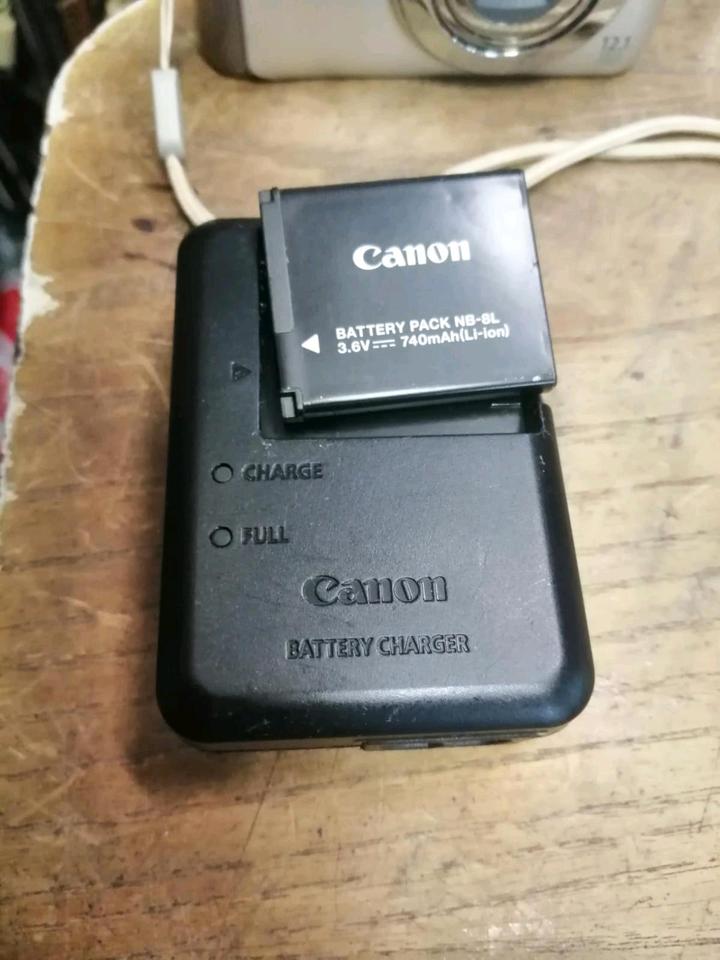 12.1
Canon
BATTERY PACK NB-8L
3.6V 740mAh(Li-ion)
CHARGE
FULL
Canon
BATTERY CHARGER